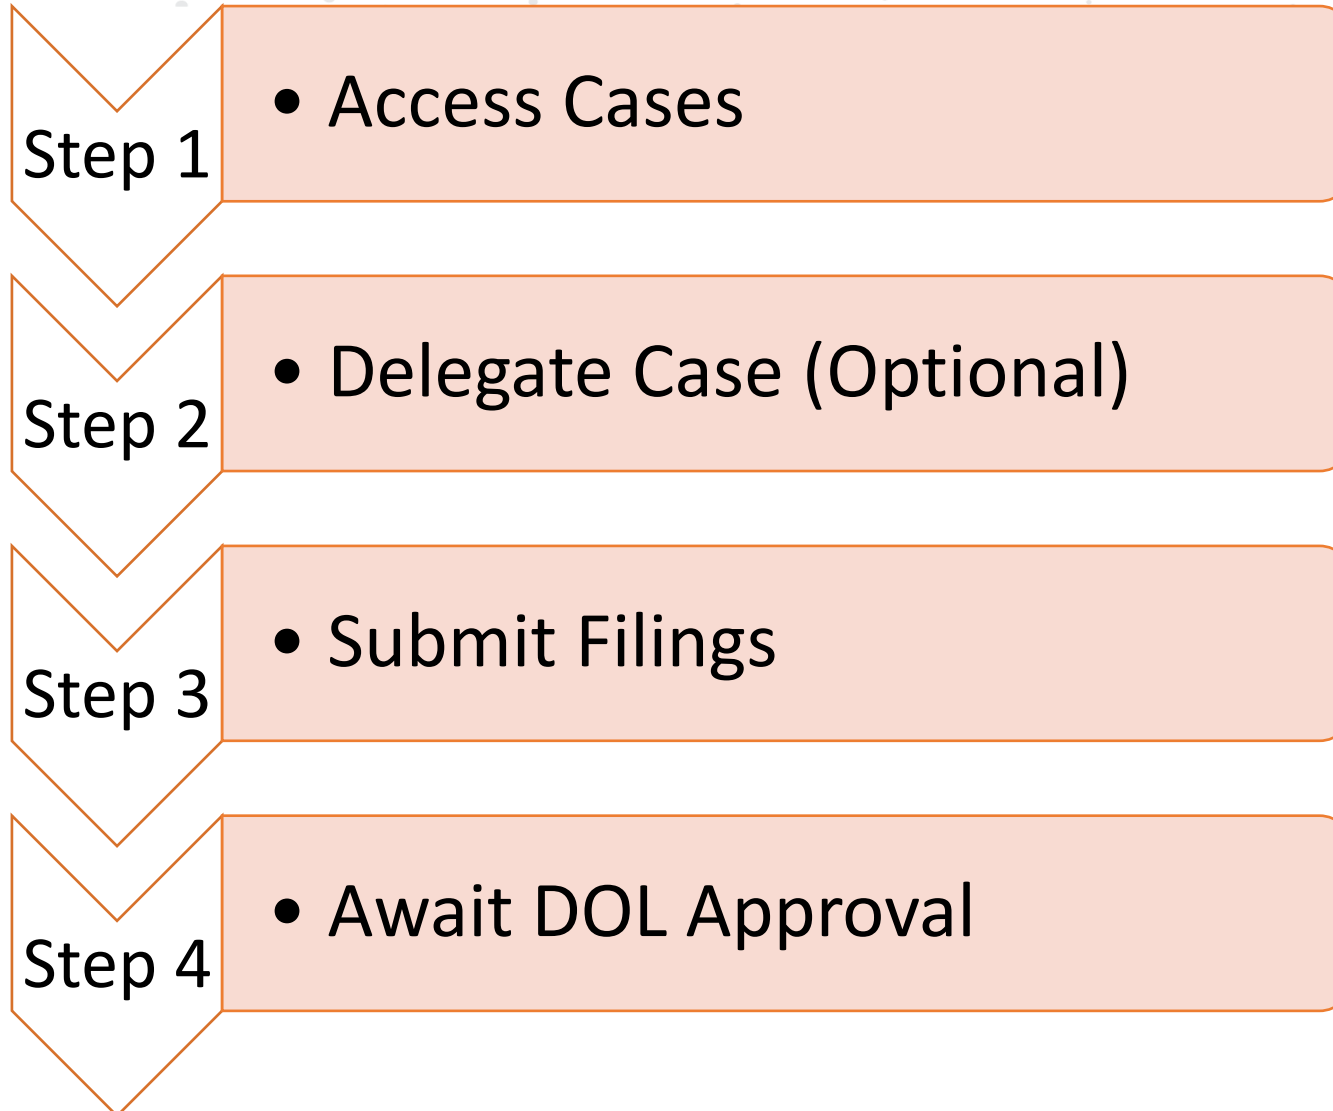 Step 1
• Access Cases
Step 2
• Delegate Case (Optional)
Step 3
• Submit Filings
Step 4
• Await DOL Approval